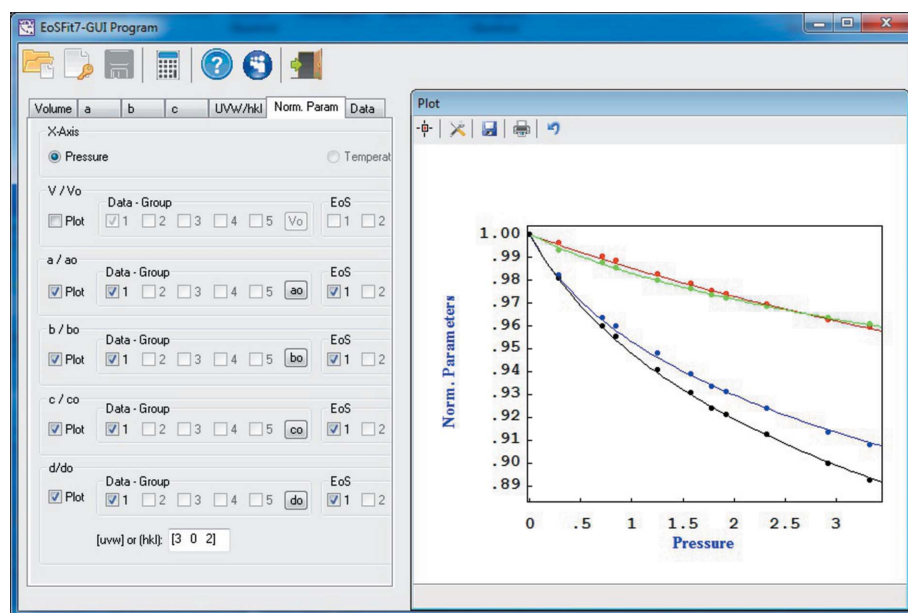 EoSFit7-GUI Program
Volume a b c UVW/hkl Norm. Param Data
X-Axis
Pressure Temperat
V / Vo
Data - Group EoS
Plot 1 2 3 4 5 Vo 1 2
a / ao
Data - Group EoS
Plot 1 2 3 4 5 ao 1 2
b / bo
Data - Group EoS
Plot 1 2 3 4 5 bo 1 2
c / co
Data - Group EoS
Plot 1 2 3 4 5 co 1 2
d/do
Data - Group EoS
Plot 1 2 3 4 5 do 1 2
[uvw] or (hkl): [3 0 2]
Plot
Norm. Parameters
1.00
.99
.98
.97
.96
.95
.94
.93
.92
.91
.90
.89
0 .5 1 1.5 2 2.5 3
Pressure